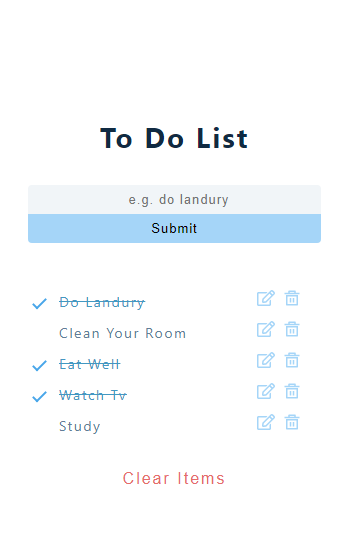 To Do List
e.g. do landury
Submit
Do Landury
Clean Your Room
Eat Well
Watch Tv
Study
Clear Items